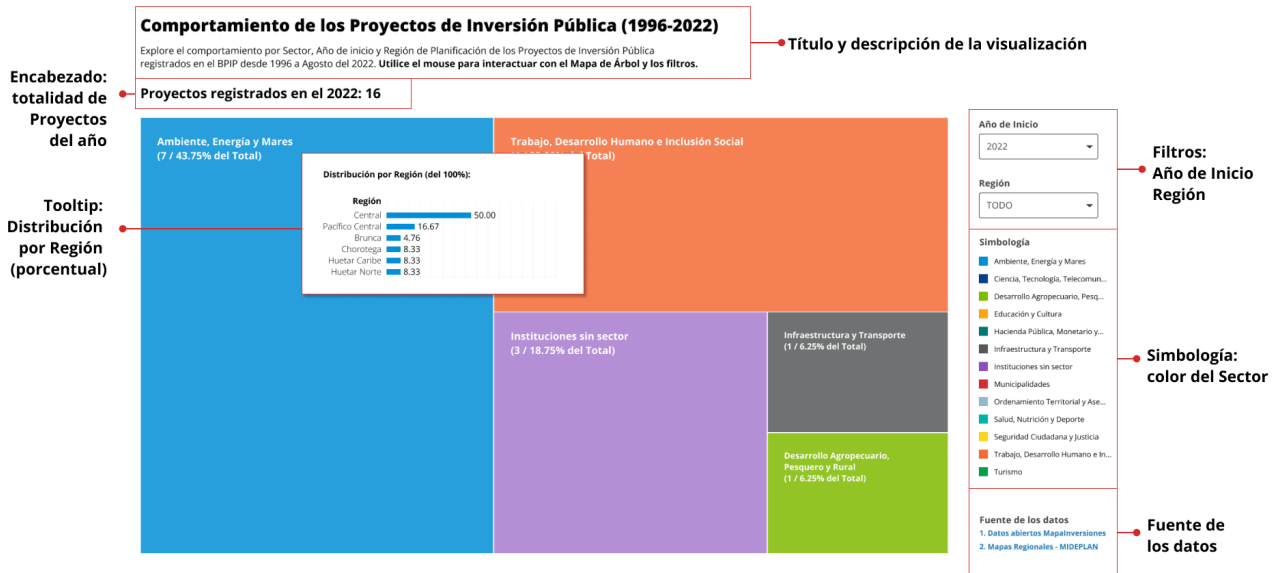 Comportamiento de los Proyectos de Inversión Pública (1996-2022)
Explore el comportamiento por Sector, Año de inicio y Región de Planificación de los Proyectos de Inversión Pública
registrados en el BPIP desde 1996 a Agosto del 2022. Utilice el mouse para interactuar con el Mapa de Árbol y los filtros.
Título y descripción de la visualización
Encabezado:
totalidad de
Proyectos
del año
Proyectos registrados en el 2022: 16
Ambiente, Energía y Mares
(7 / 43.75% del Total)
Trabajo, Desarrollo Humano e Inclusión Social
Total)
Tooltip:
Distribución
por Región
(porcentual)
Distribución por Región (del 100%):
Región
Central 50.00
Pacífico Central 16.67
Brunca 4.76
Chorotega 8.33
Huetar Caribe 8.33
Huetar Norte 8.33
Instituciones sin sector
(3 / 18.75% del Total)
Infraestructura y Transporte
(1 / 6.25% del Total)
Desarrollo Agropecuario,
Pesquero y Rural
(1 / 6.25% del Total)
Año de Inicio
2022
Región
TODO
Filtros:
Año de Inicio
Región
Simbología
Ambiente, Energía y Mares
Ciencia, Tecnología, Telecomun...
Desarrollo Agropecuario, Pesq...
Educación y Cultura
Hacienda Pública, Monetario y...
Infraestructura y Transporte
Instituciones sin sector
Municipalidades
Ordenamiento Territorial y Ase...
Salud, Nutrición y Deporte
Seguridad Ciudadana y Justicia
Trabajo, Desarrollo Humano e In...
Turismo
Simbología:
color del Sector
Fuente de los datos
1. Datos abiertos MapaInversiones
2. Mapas Regionales - MIDEPLAN
Fuente de
los datos